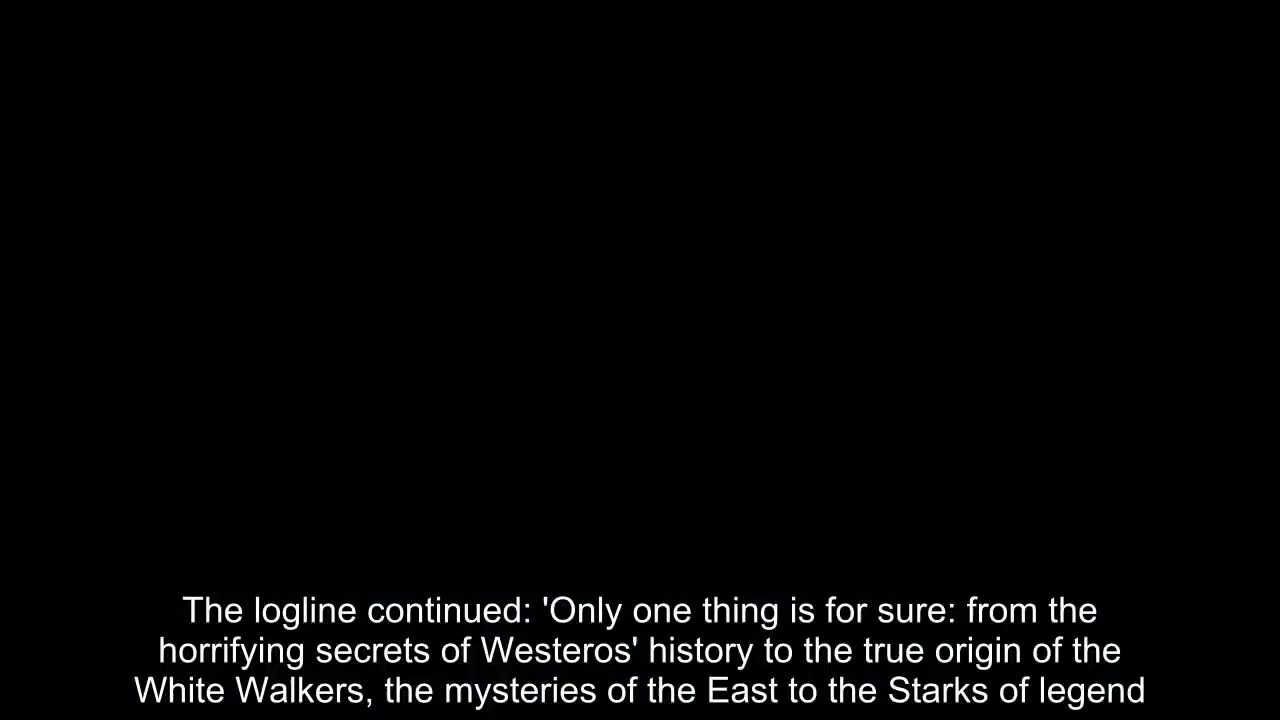 The logline continued: 'Only one thing is for sure: from the
horrifying secrets of Westeros' history to the true origin of the
White Walkers, the mysteries of the East to the Starks of legend